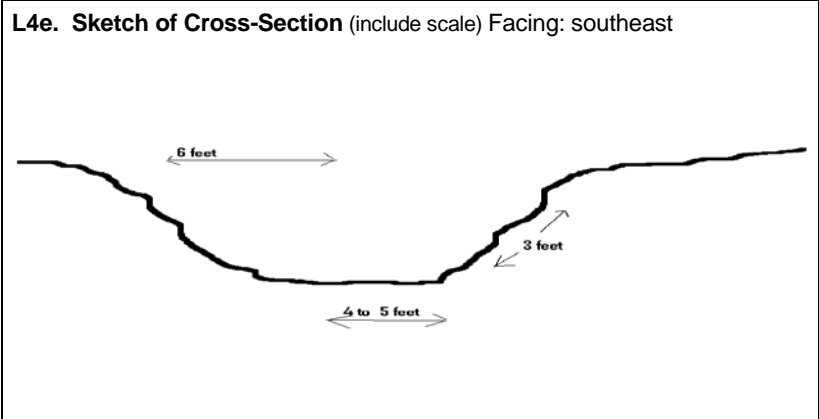 L4e. Sketch of Cross-Section (include scale) Facing: southeast
6 feet
3 feet
4 to 5 feet